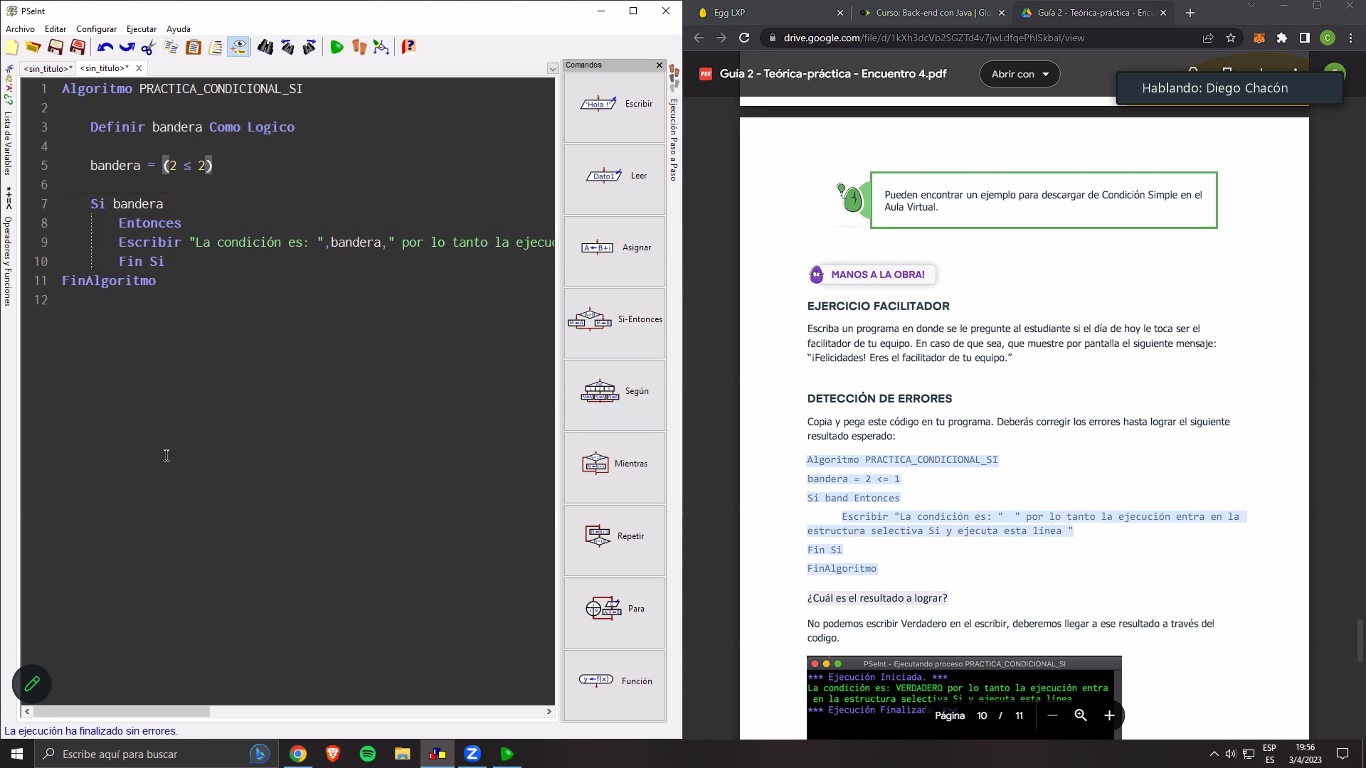 PSeInt
Archivo Editar Configurar Ejecutar Ayuda
<sin_titulo>* <sin_titulo>*
Lista de Variables
Operadores y Funciones
1 Algoritmo PRACTICA_CONDICIONAL_SI
2
3 Definir bandera Como Logico
4
5 bandera = (2 ≤ 2)
6
7 Si bandera
8 Entonces
9 Escribir "La condición es: ",bandera," por lo tanto la ejecu
10 Fin Si
11 FinAlgoritmo
12
Comandos
'Hola !' Escribir
Dato1 Leer
A←B+i Asignar
Si-Entonces
Según
Mientras
Repetir
Para
y←f(x) Función
Ejecución Paso a Paso
La ejecución ha finalizado sin errores.
Egg LXP
Curso: Back-end con Java | Glo
Guía 2 - Teórica-práctica - Encu
drive.google.com/file/d/1kXh3dcVb2SGZTd4v7jwLdfqePhlSkbal/view
PDF Guía 2 - Teórica-práctica - Encuentro 4.pdf
Abrir con
Hablando: Diego Chacón
Pueden encontrar un ejemplo para descargar de Condición Simple en el
Aula Virtual.
MANOS A LA OBRA!
EJERCICIO FACILITADOR
Escriba un programa en donde se le pregunte al estudiante si el día de hoy le toca ser el
facilitador de tu equipo. En caso de que sea, que muestre por pantalla el siguiente mensaje:
"¡Felicidades! Eres el facilitador de tu equipo."
DETECCIÓN DE ERRORES
Copia y pega este código en tu programa. Deberás corregir los errores hasta lograr el siguiente
resultado esperado:
Algoritmo PRACTICA_CONDICIONAL_SI
bandera = 2 <= 1
Si band Entonces
Escribir "La condición es: " " por lo tanto la ejecución entra en la
estructura selectiva Si y ejecuta esta línea "
Fin Si
FinAlgoritmo
¿Cuál es el resultado a lograr?
No podemos escribir Verdadero en el escribir, deberemos llegar a ese resultado a través del
codigo.
PSeInt - Ejecutando proceso PRACTICA_CONDICIONAL_SI
*** Ejecución Iniciada. ***
La condición es: VERDADERO por lo tanto la ejecución entra
en la estructura selectiva Si y ejecuta esta línea
*** Ejecución Finalizada
Página 10 / 11
Escribe aquí para buscar
ESP
ES
19:56
3/4/2023